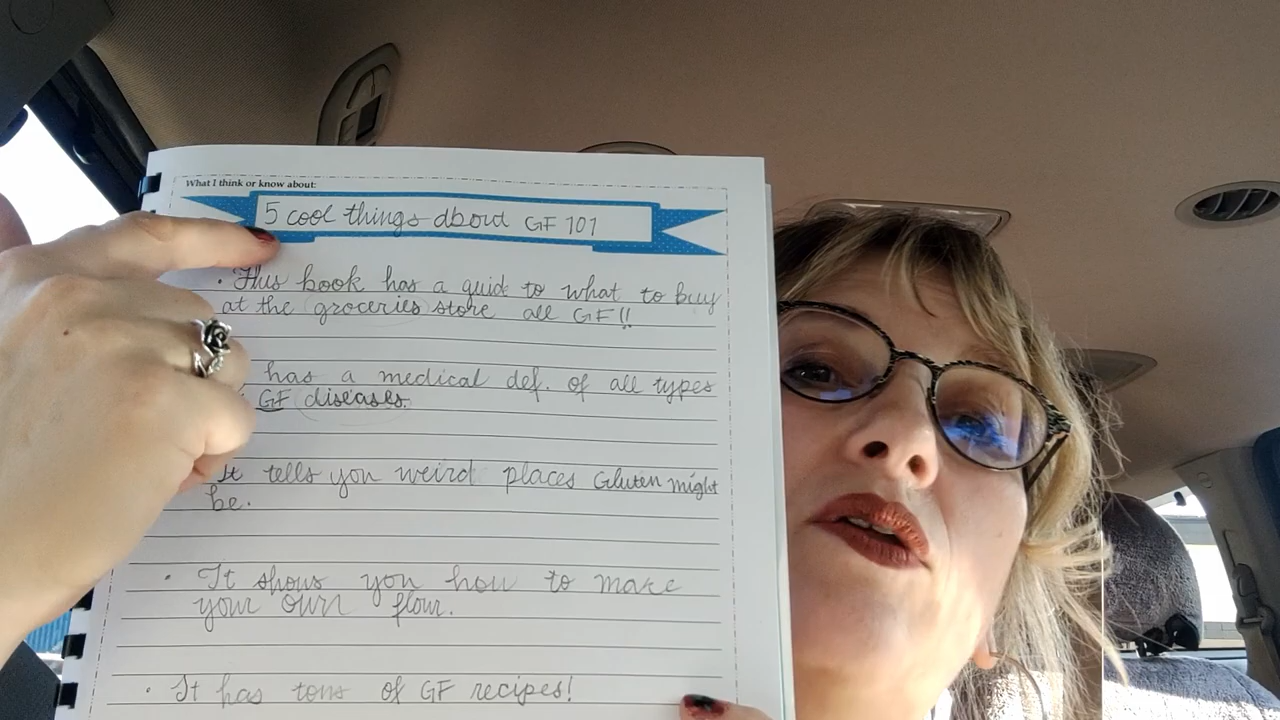 What I think or know about:
5 cool things about GF 101
• This book has a guid to what to buy
at the groceries store all GF!!
has a medical def. of all types
GF diseases.
It tells you weird places Gluten might
be.
• It shows you how to make
your own flour.
• It has tons of GF recipes!